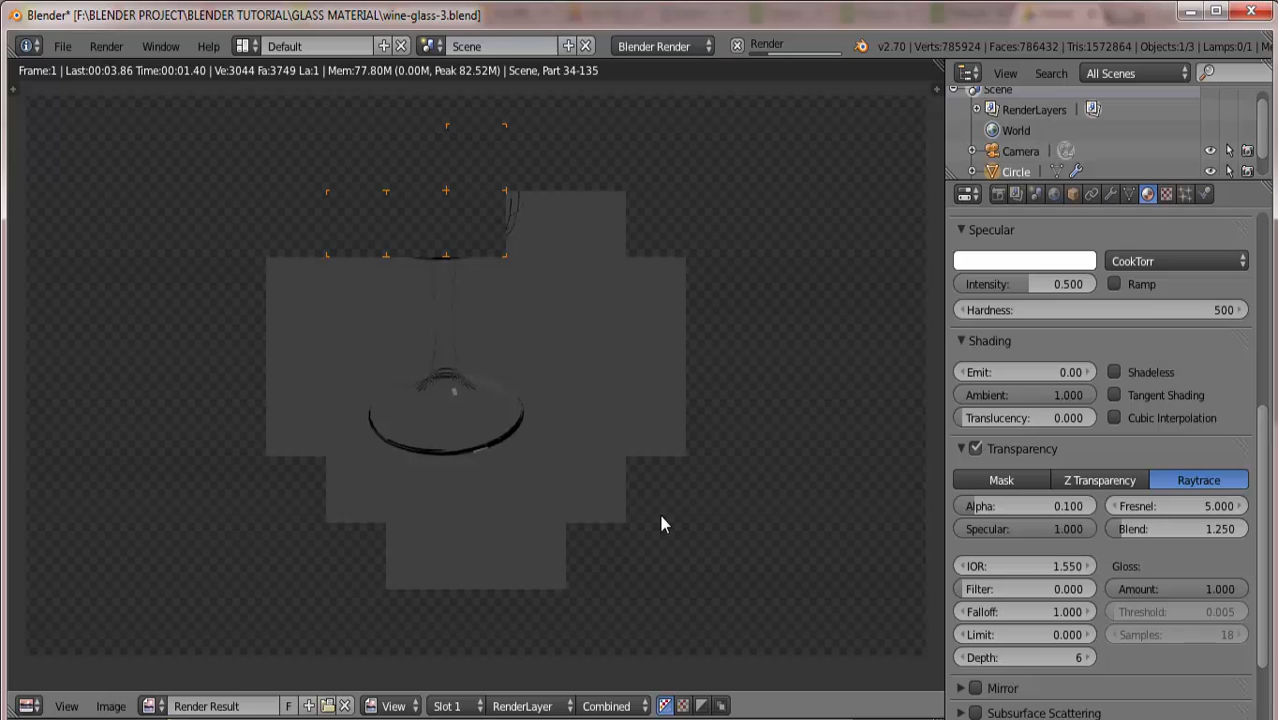 Blender* [F:\BLENDER PROJECT\BLENDER TUTORIAL\GLASS MATERIAL\wine-glass-3.blend]
File Render Window Help Default Scene Blender Render Render v2.70 | Verts:785924 | Faces:786432 | Tris:1572864 | Objects:1/3 | Lamps:0/1 | Me
Frame:1 | Last:00:03.86 Time:00:01.40 | Ve:3044 Fa:3749 La:1 | Mem:77.80M (0.00M, Peak 82.52M) | Scene, Part 34-135
View Search All Scenes
Scene
RenderLayers
World
Camera
Circle
Specular
CookTorr
Intensity: 0.500 Ramp
Hardness: 500
Shading
Emit: 0.00 Shadeless
Ambient: 1.000 Tangent Shading
Translucency: 0.000 Cubic Interpolation
Transparency
Mask Z Transparency Raytrace
Alpha: 0.100 Fresnel: 5.000
Specular: 1.000 Blend: 1.250
IOR: 1.550 Gloss:
Filter: 0.000 Amount: 1.000
Falloff: 1.000 Threshold: 0.005
Limit: 0.000 Samples: 18
Depth: 6
Mirror
Subsurface Scattering
View Image Render Result F View Slot 1 RenderLayer Combined